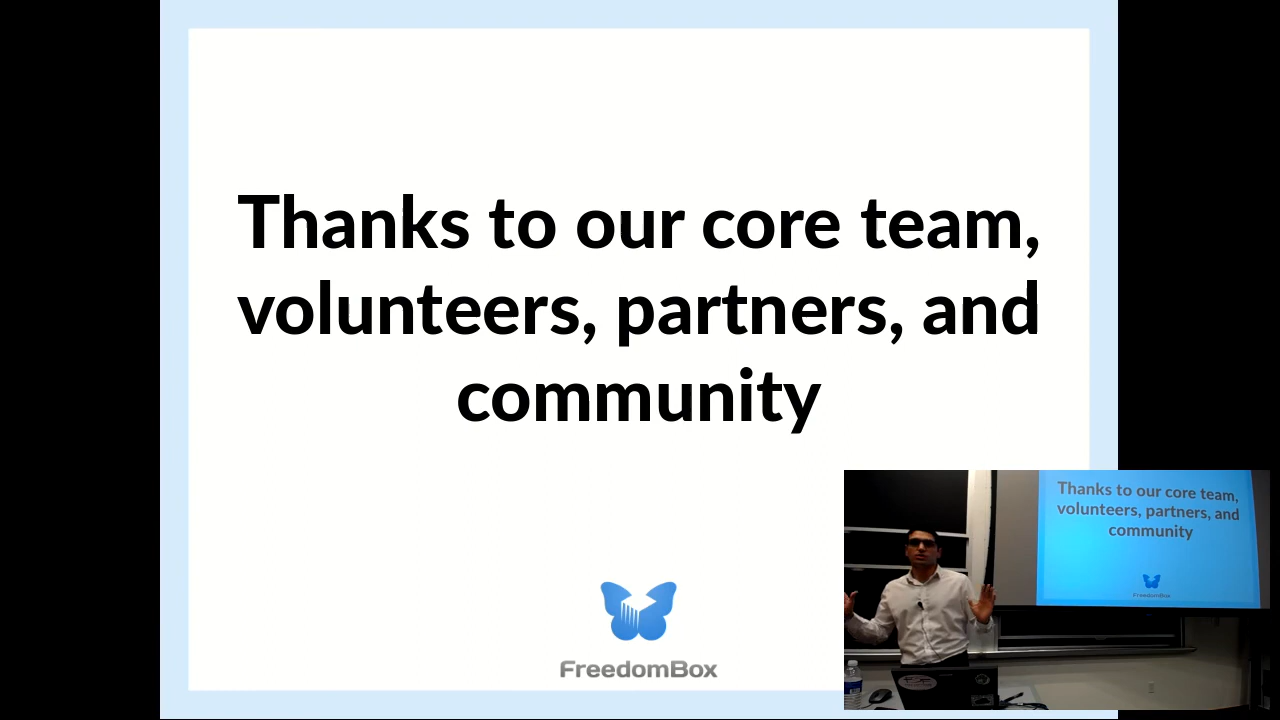 Thanks to our core team,
volunteers, partners, and
community
FreedomBox
Thanks to our core team,
volunteers, partners, and
community
FreedomBox